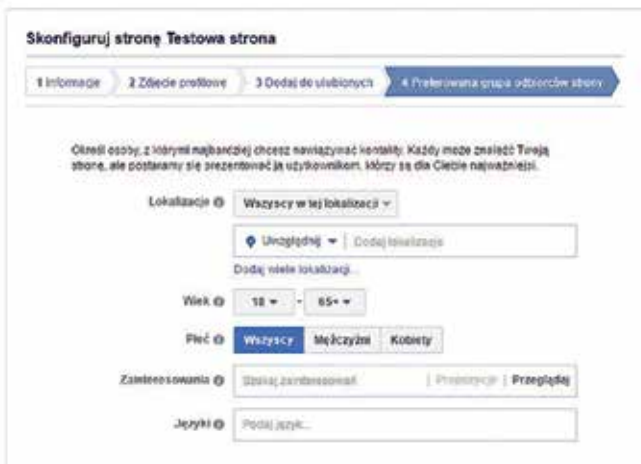 Skonfiguruj stronę Testowa strona
1 Informacje 2 Zdjęcie profilowe 3 Dodaj do ulubionych 4 Preferowana grupa odbiorców strony
Określ osoby, z którymi najbardziej chcesz nawiązywać kontakty. Każdy może znaleźć Twoją
stronę, ale postaramy się prezentować ją użytkownikom, którzy są dla Ciebie najważniejsi.
Lokalizacje Wszyscy w tej lokalizacji
Uwzględnij | Dodaj lokalizacje
Dodaj wiele lokalizacji...
Wiek 18 - 65+
Płeć Wszyscy Mężczyźni Kobiety
Zainteresowania Szukaj zainteresowań | Propozycje | Przeglądaj
Języki Podaj język...